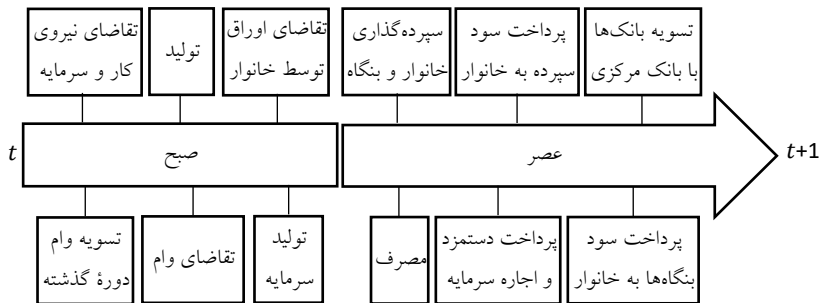 تقاضای نیروی
کار و سرمایه
تولید
تقاضای اوراق
توسط خانوار
سپرده‌گذاری
خانوار و بنگاه
پرداخت سود
سپرده به خانوار
تسویه بانک‌ها
با بانک مرکزی
t
صبح
عصر
t+1
تسویه وام
دورهٔ گذشته
تقاضای وام
تولید
سرمایه
مصرف
پرداخت دستمزد
و اجاره سرمایه
پرداخت سود
بنگاه‌ها به خانوار